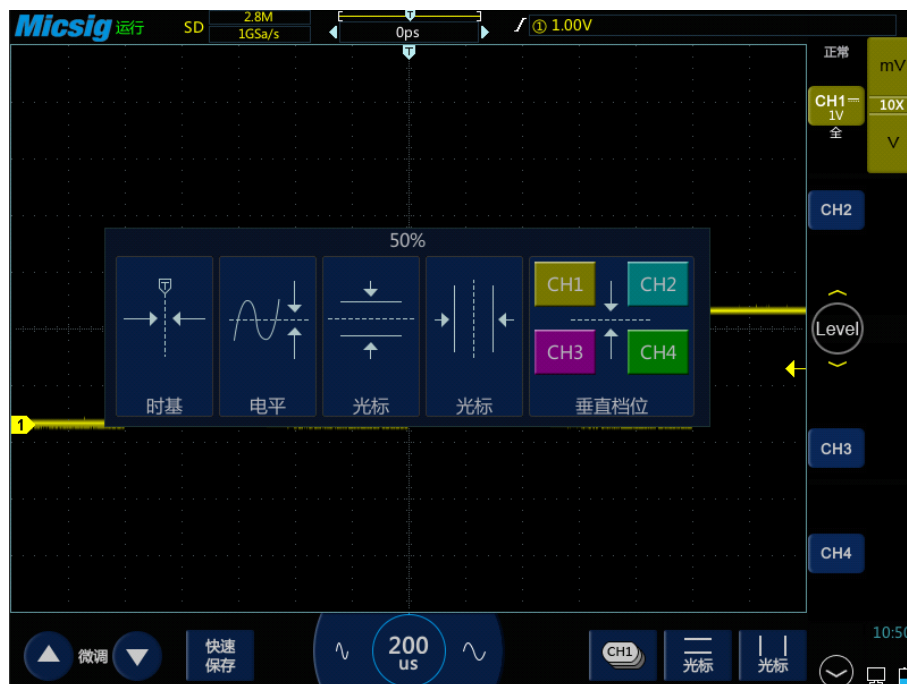 Micsig 运行 SD 2.8M
1GSa/s
T
0ps
① 1.00V
T
正常
mV
CH1
1V
10X
全
V
CH2
50%
T
CH1
CH2
CH3
CH4
时基
电平
光标
光标
垂直档位
Level
1
CH3
CH4
微调
快速
保存
200
us
CH1
光标
光标